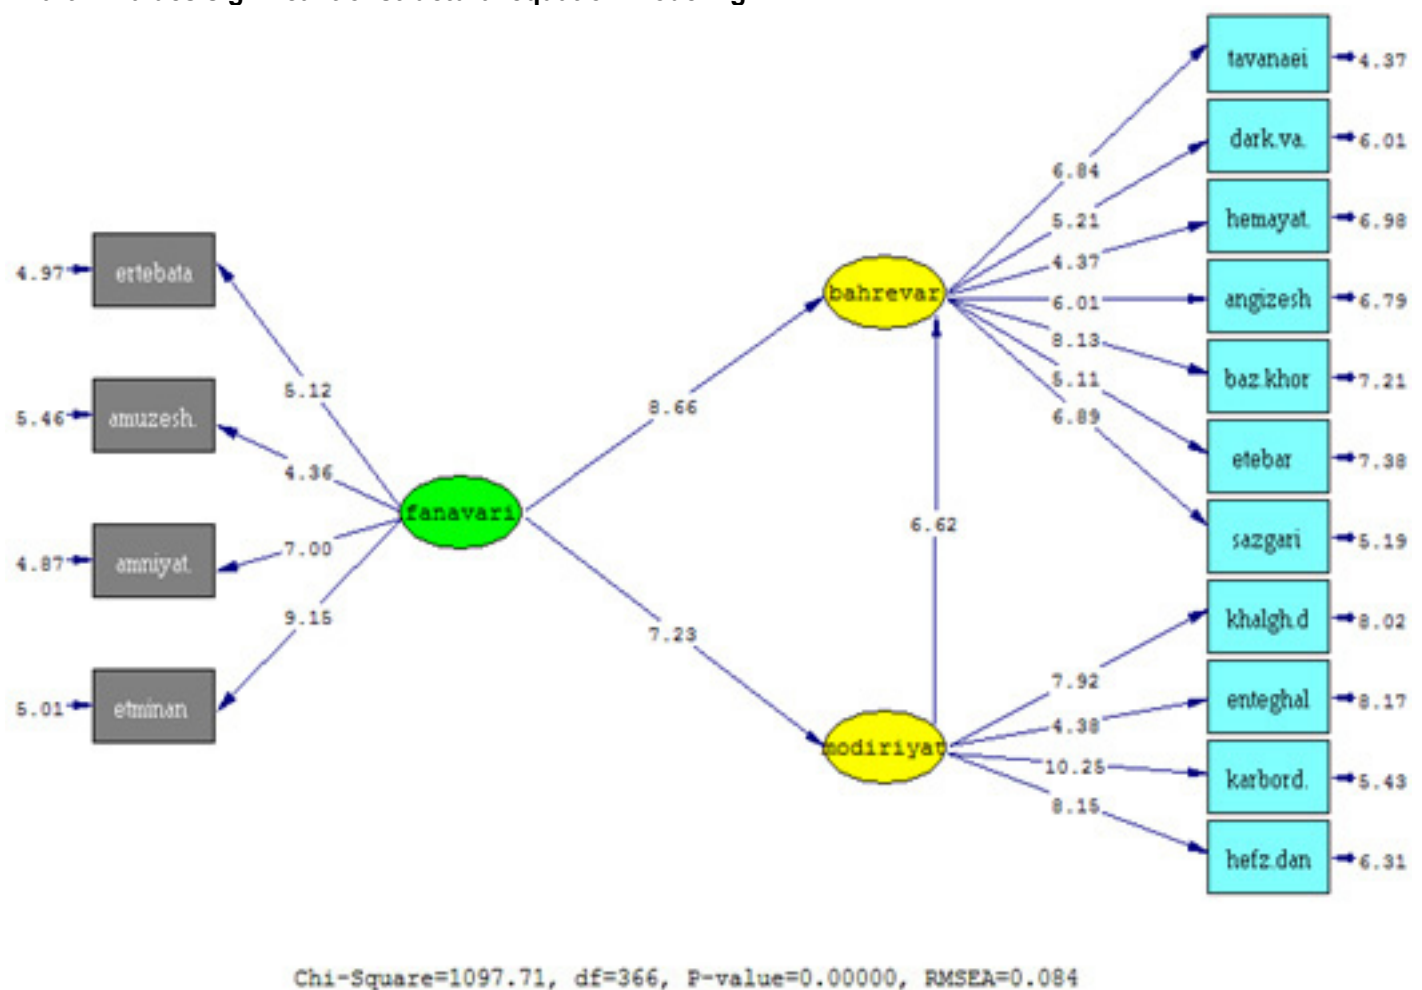 4.97 ertebata
5.46 amuzesh.
4.87 amniyat.
5.01 etminan
5.12
4.36
7.00
9.15
fanavari
8.66
7.23
bahrevar
6.62
modiriyat
6.84
5.21
4.37
6.01
8.13
5.11
6.89
7.92
4.38
10.25
8.15
tavanaei 4.37
dark.va. 6.01
hemayat. 6.98
angizesh 6.79
baz.khor 7.21
etebar 7.38
sazgari 5.19
khalgh.d 8.02
enteghal 8.17
karbord. 5.43
hefz.dan 6.31
Chi-Square=1097.71, df=366, P-value=0.00000, RMSEA=0.084